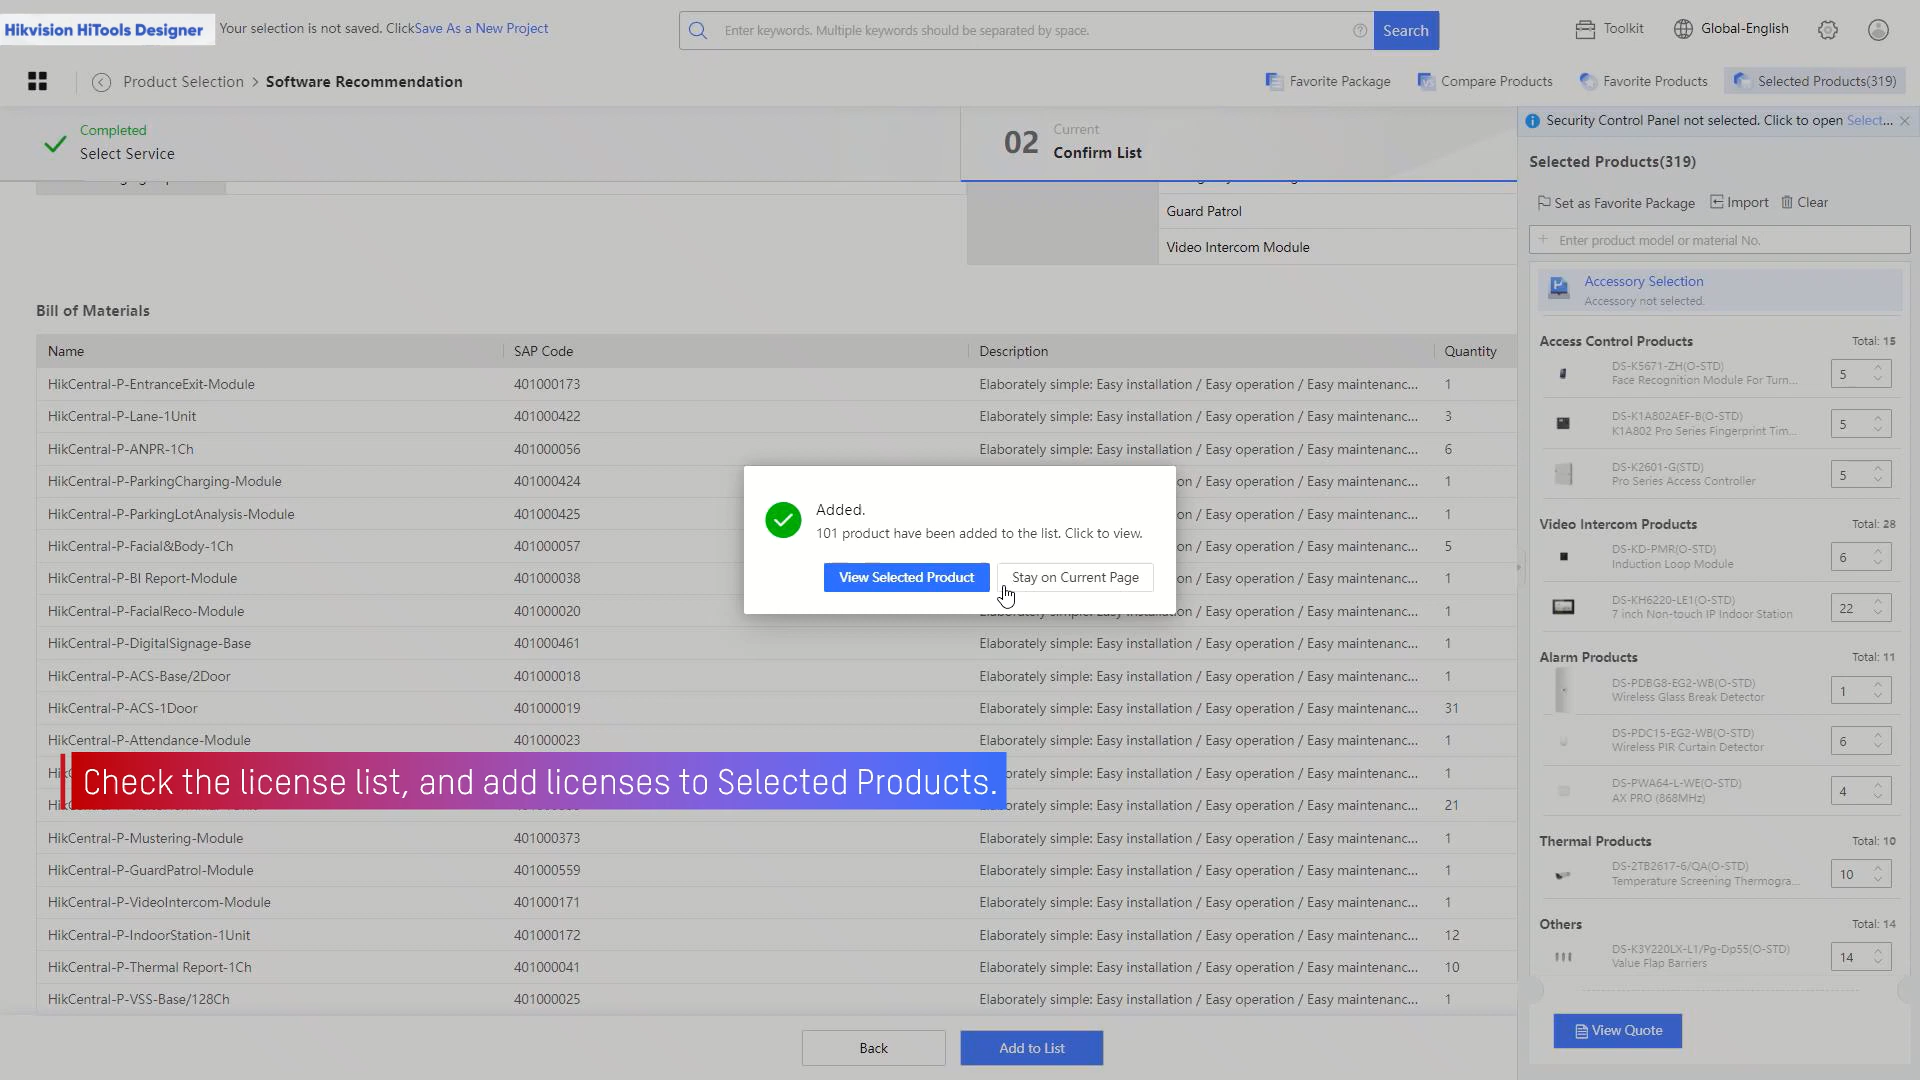 Hikvision HiTools Designer
Your selection is not saved. ClickSave As a New Project
Enter keywords. Multiple keywords should be separated by space.
Search
Toolkit
Global-English
Product Selection > Software Recommendation
Favorite Package
Compare Products
Favorite Products
Selected Products(319)
Completed
Select Service
02
Current
Confirm List
Security Control Panel not selected. Click to open Select...
Selected Products(319)
Set as Favorite Package
Import
Clear
Enter product model or material No.
Guard Patrol
Video Intercom Module
Bill of Materials
Name SAP Code Description Quantity
HikCentral-P-EntranceExit-Module 401000173 Elaborately simple: Easy installation / Easy operation / Easy maintenanc... 1
HikCentral-P-Lane-1Unit 401000422 Elaborately simple: Easy installation / Easy operation / Easy maintenanc... 3
HikCentral-P-ANPR-1Ch 401000056 Elaborately simple: Easy installation / Easy operation / Easy maintenanc... 6
HikCentral-P-ParkingCharging-Module 401000424 on / Easy operation / Easy maintenanc... 1
HikCentral-P-ParkingLotAnalysis-Module 401000425 on / Easy operation / Easy maintenanc... 1
HikCentral-P-Facial&Body-1Ch 401000057 on / Easy operation / Easy maintenanc... 5
HikCentral-P-BI Report-Module 401000038 on / Easy operation / Easy maintenanc... 1
HikCentral-P-FacialReco-Module 401000020 Elaborately simple: Easy installation / Easy operation / Easy maintenanc... 1
HikCentral-P-DigitalSignage-Base 401000461 Elaborately simple: Easy installation / Easy operation / Easy maintenanc... 1
HikCentral-P-ACS-Base/2Door 401000018 Elaborately simple: Easy installation / Easy operation / Easy maintenanc... 1
HikCentral-P-ACS-1Door 401000019 Elaborately simple: Easy installation / Easy operation / Easy maintenanc... 31
HikCentral-P-Attendance-Module 401000023 Elaborately simple: Easy installation / Easy operation / Easy maintenanc... 1
/ Easy installation / Easy operation / Easy maintenanc... 1
/ Easy installation / Easy operation / Easy maintenanc... 21
HikCentral-P-Mustering-Module 401000373 Elaborately simple: Easy installation / Easy operation / Easy maintenanc... 1
HikCentral-P-GuardPatrol-Module 401000559 Elaborately simple: Easy installation / Easy operation / Easy maintenanc... 1
HikCentral-P-VideoIntercom-Module 401000171 Elaborately simple: Easy installation / Easy operation / Easy maintenanc... 1
HikCentral-P-IndoorStation-1Unit 401000172 Elaborately simple: Easy installation / Easy operation / Easy maintenanc... 12
HikCentral-P-Thermal Report-1Ch 401000041 Elaborately simple: Easy installation / Easy operation / Easy maintenanc... 10
HikCentral-P-VSS-Base/128Ch 401000025 Elaborately simple: Easy installation / Easy operation / Easy maintenanc... 1
Added.
101 product have been added to the list. Click to view.
View Selected Product
Stay on Current Page
Check the license list, and add licenses to Selected Products.
Back
Add to List
Accessory Selection
Accessory not selected.
Access Control Products Total: 15
DS-K5671-ZH(O-STD)
Face Recognition Module For Turn... 5
DS-K1A802AEF-B(O-STD)
K1A802 Pro Series Fingerprint Tim... 5
DS-K2601-G(STD)
Pro Series Access Controller 5
Video Intercom Products Total: 28
DS-KD-PMR(O-STD)
Induction Loop Module 6
DS-KH6220-LE1(O-STD)
7 inch Non-touch IP Indoor Station 22
Alarm Products Total: 11
DS-PDBG8-EG2-WB(O-STD)
Wireless Glass Break Detector 1
DS-PDC15-EG2-WB(O-STD)
Wireless PIR Curtain Detector 6
DS-PWA64-L-WE(O-STD)
AX PRO (868MHz) 4
Thermal Products Total: 10
DS-2TB2617-6/QA(O-STD)
Temperature Screening Thermogra... 10
Others Total: 14
DS-K3Y220LX-L1/Pg-Dp55(O-STD)
Value Flap Barriers 14
View Quote